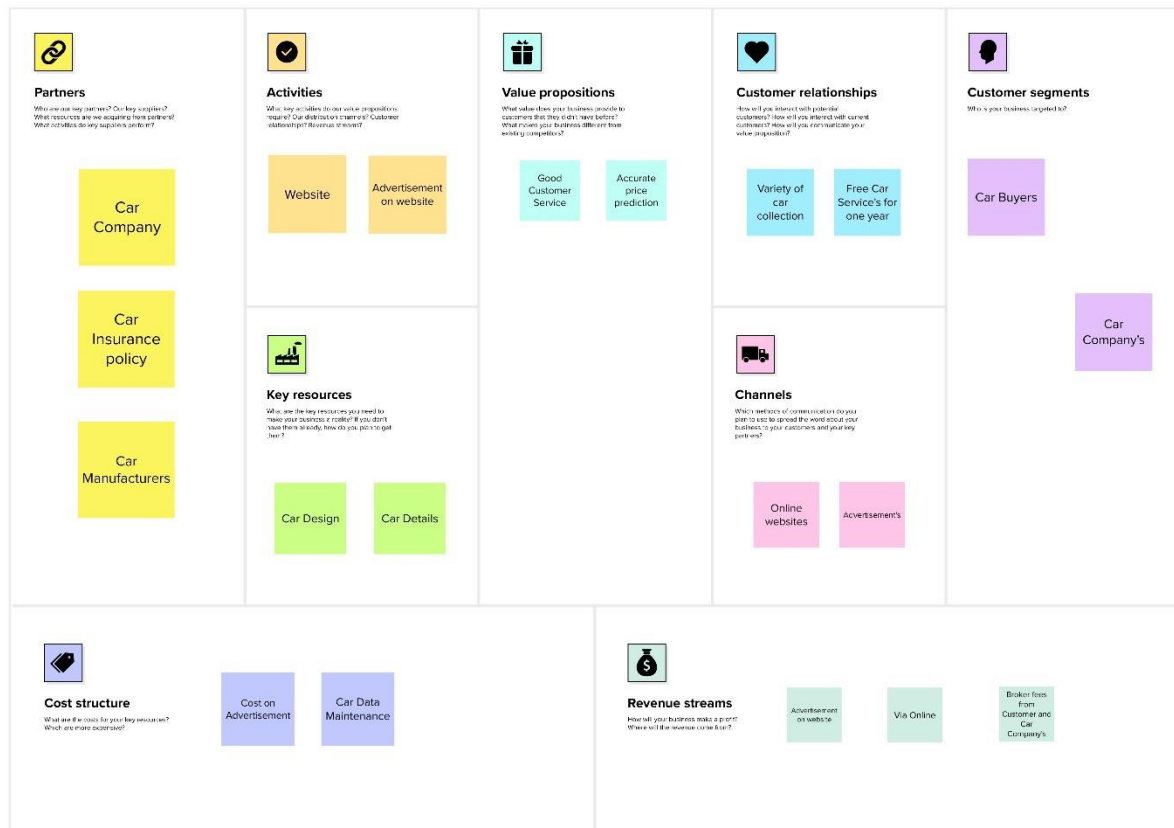 Partners
Who are our key partners? Our key suppliers?
What resources are we acquiring from partners?
What activities do key suppliers perform?
Car
Company
Car
Insurance
policy
Car
Manufacturers
Activities
What key activities do our value propositions
require? Our distribution channels? Customer
relationships? Revenue streams?
Website
Advertisement
on website
Key resources
What are the key resources you need to
make your business a reality? If you don't
have them already, how do you plan to get
them?
Car Design
Car Details
Value propositions
What value does your business provide to
customers that they didn't have before?
What makes your business different from
existing competitors?
Good
Customer
Service
Accurate
price
prediction
Customer relationships
How will you interact with potential
customers? How will you interact with current
customers? How will you communicate your
value proposition?
Variety of
car
collection
Free Car
Service's for
one year
Channels
Which methods of communication do you
plan to use to spread the word about your
business to your customers and your key
partners?
Online
websites
Advertisement's
Customer segments
Who is your business targeted to?
Car Buyers
Car
Company's
Cost structure
What are the costs for your key resources?
Which are more expensive?
Cost on
Advertisement
Car Data
Maintenance
Revenue streams
How will your business make a profit?
Where will the revenue come from?
Advertisement
on website
Via Online
Broker fees
from
Customer and
Car
Company's